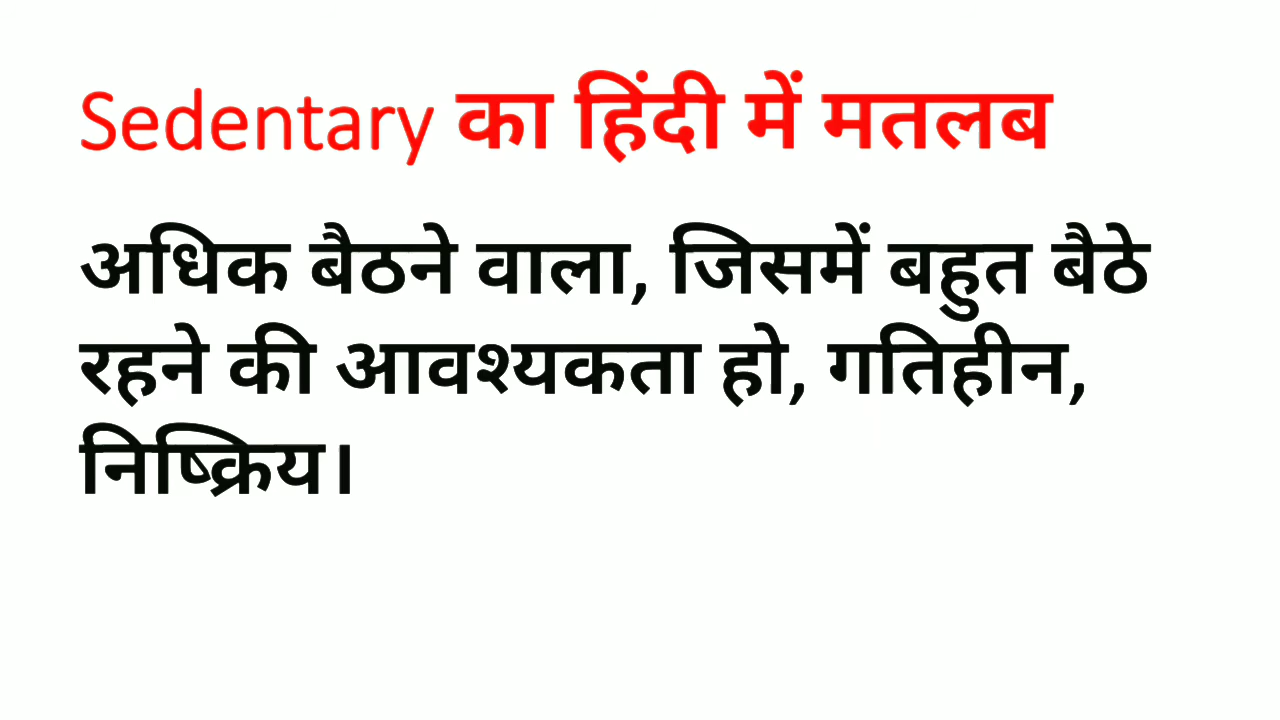 Sedentary का हिंदी में मतलब
अधिक बैठने वाला, जिसमें बहुत बैठे
रहने की आवश्यकता हो, गतिहीन,
निष्क्रिय।